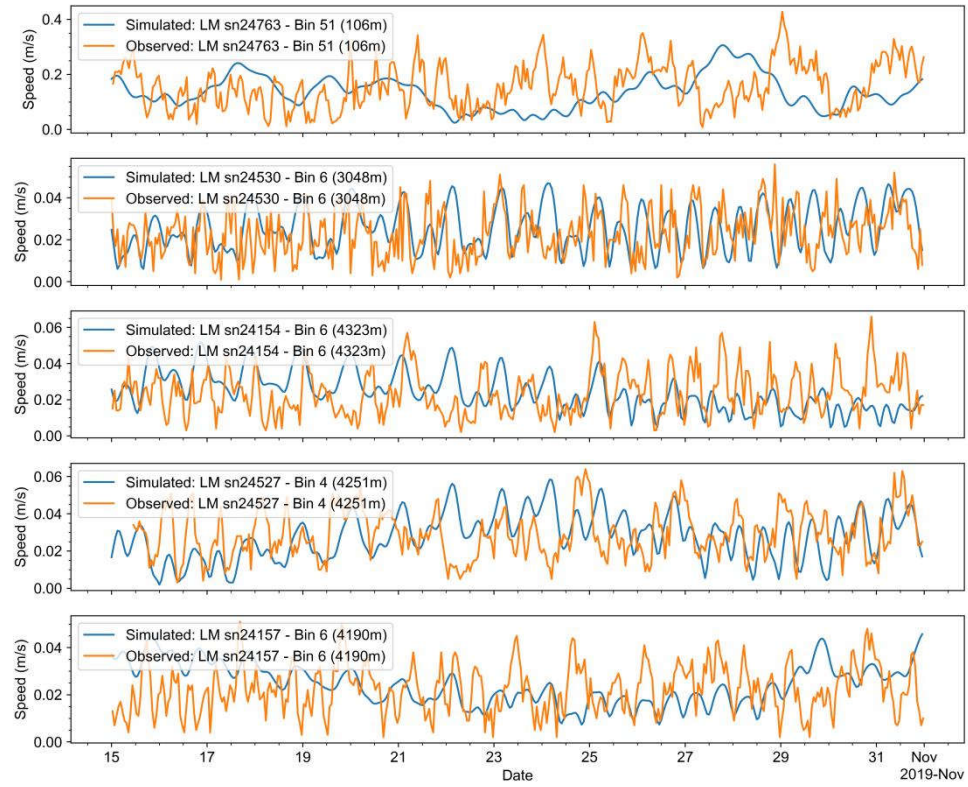 Speed (m/s)
0.4
0.2
0.0
Simulated: LM sn24763 - Bin 51 (106m)
Observed: LM sn24763 - Bin 51 (106m)
Speed (m/s)
0.04
0.02
0.00
Simulated: LM sn24530 - Bin 6 (3048m)
Observed: LM sn24530 - Bin 6 (3048m)
Speed (m/s)
0.06
0.04
0.02
0.00
Simulated: LM sn24154 - Bin 6 (4323m)
Observed: LM sn24154 - Bin 6 (4323m)
Speed (m/s)
0.06
0.04
0.02
0.00
Simulated: LM sn24527 - Bin 4 (4251m)
Observed: LM sn24527 - Bin 4 (4251m)
Speed (m/s)
0.04
0.02
0.00
Simulated: LM sn24157 - Bin 6 (4190m)
Observed: LM sn24157 - Bin 6 (4190m)
15 17 19 21 23 25 27 29 31 Nov
Date
2019-Nov